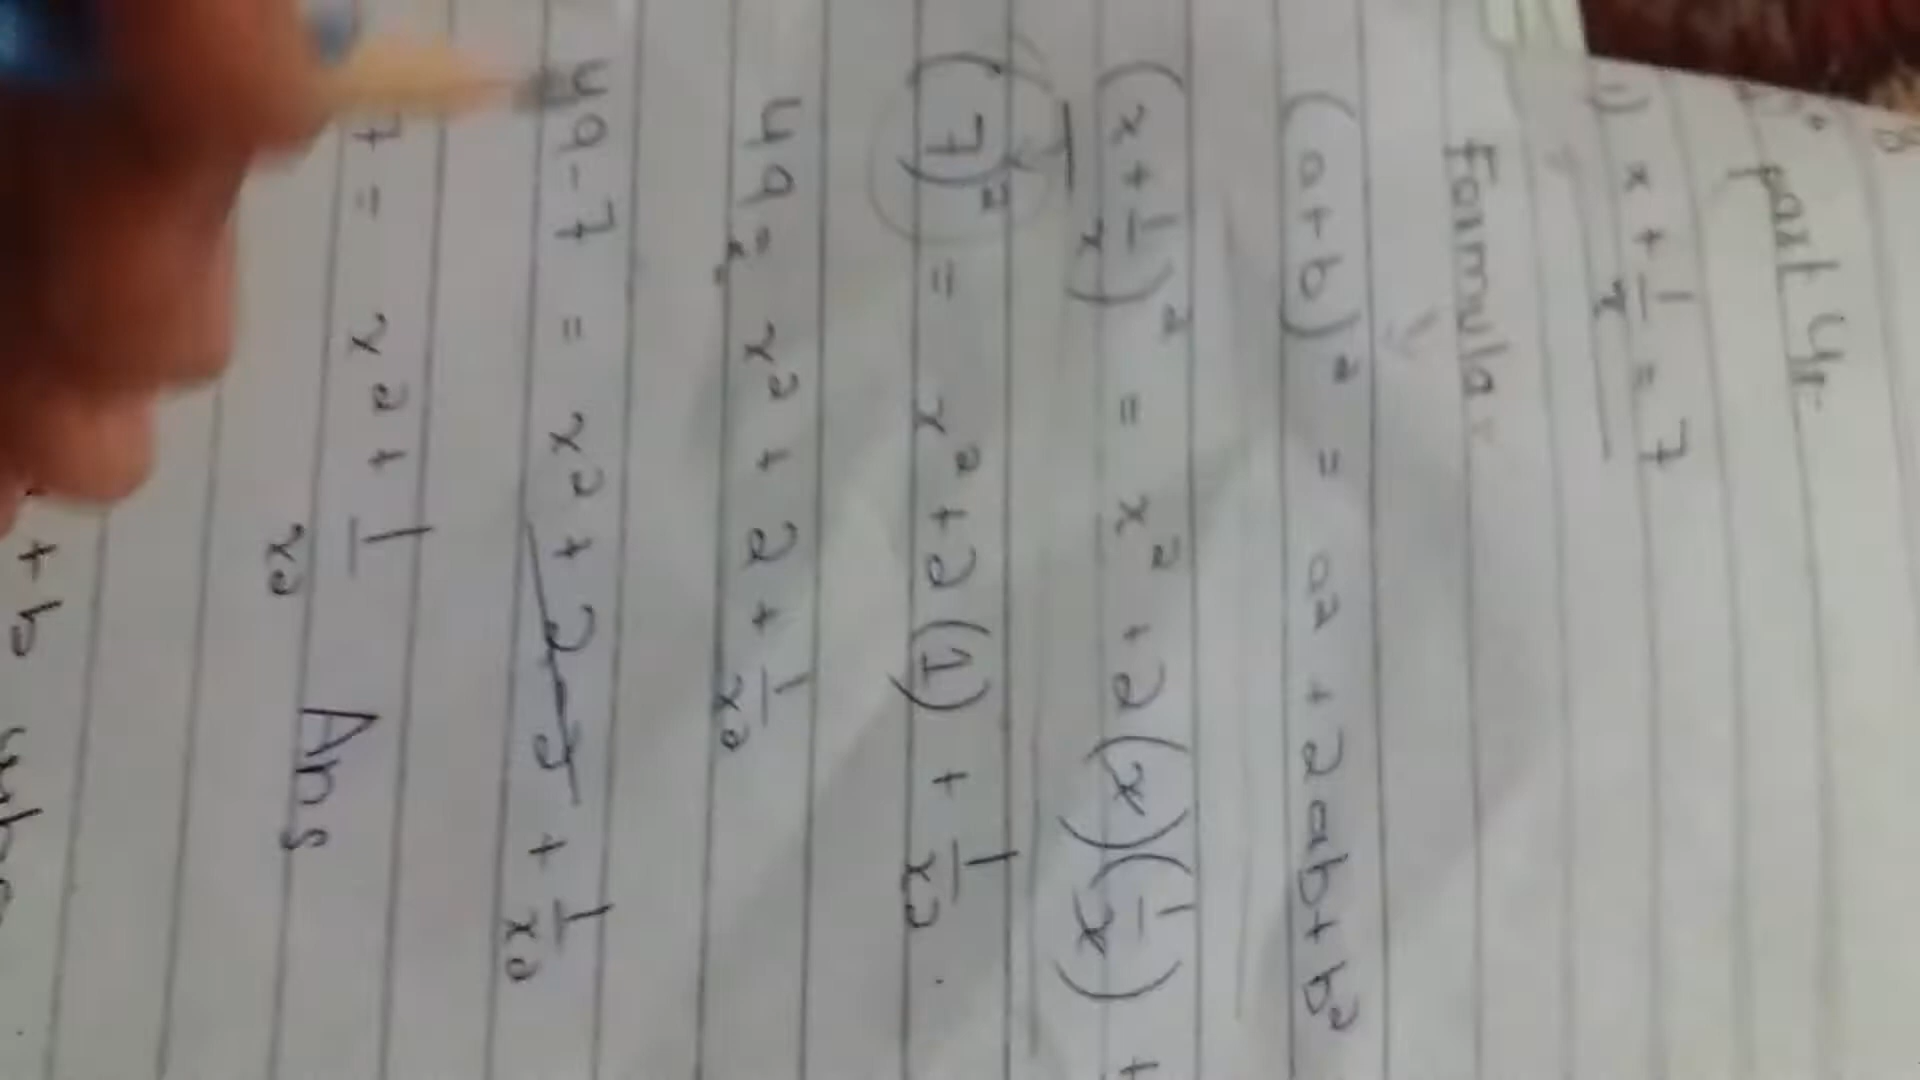 part 4:
1) x + 1/x = 7
Formula
(a+b)² = a2 + 2ab + b²
(x + 1/x)² = x² + 2(x)(1/x) +
(7)² = x² + 2(1) + 1/x2
49 = x2 + 2 + 1/x2
49-7 = x2 + 2 + 1/x2
7 = x2 + 1/x2 Ans